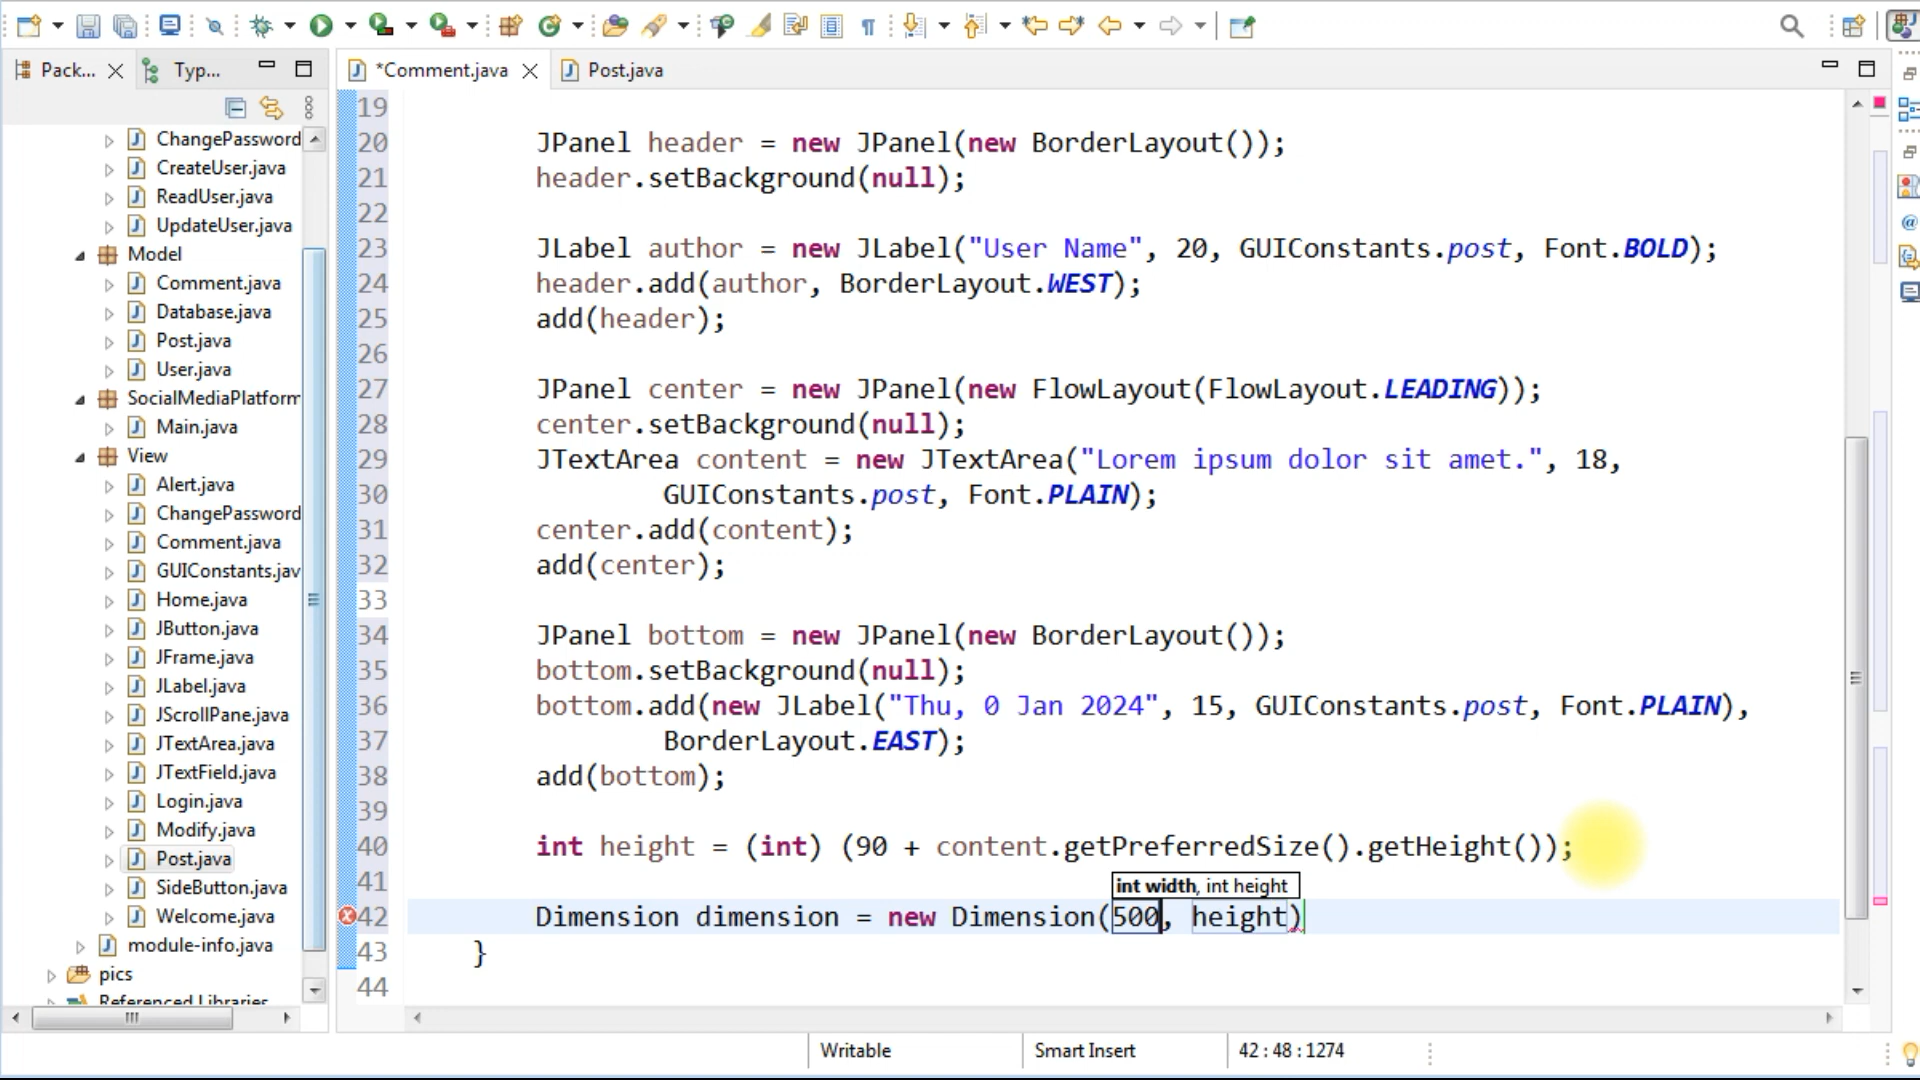 Pack...
Typ...
*Comment.java
Post.java
ChangePassword
CreateUser.java
ReadUser.java
UpdateUser.java
Model
Comment.java
Database.java
Post.java
User.java
SocialMediaPlatform
Main.java
View
Alert.java
ChangePassword
Comment.java
GUIConstants.jav
Home.java
JButton.java
JFrame.java
JLabel.java
JScrollPane.java
JTextArea.java
JTextField.java
Login.java
Modify.java
Post.java
SideButton.java
Welcome.java
module-info.java
pics
Referenced Libraries
19
20 JPanel header = new JPanel(new BorderLayout());
21 header.setBackground(null);
22
23 JLabel author = new JLabel("User Name", 20, GUIConstants.post, Font.BOLD);
24 header.add(author, BorderLayout.WEST);
25 add(header);
26
27 JPanel center = new JPanel(new FlowLayout(FlowLayout.LEADING));
28 center.setBackground(null);
29 JTextArea content = new JTextArea("Lorem ipsum dolor sit amet.", 18,
30 GUIConstants.post, Font.PLAIN);
31 center.add(content);
32 add(center);
33
34 JPanel bottom = new JPanel(new BorderLayout());
35 bottom.setBackground(null);
36 bottom.add(new JLabel("Thu, 0 Jan 2024", 15, GUIConstants.post, Font.PLAIN),
37 BorderLayout.EAST);
38 add(bottom);
39
40 int height = (int) (90 + content.getPreferredSize().getHeight());
41
int width, int height
42 Dimension dimension = new Dimension(500, height)
43 }
44
Writable
Smart Insert
42 : 48 : 1274